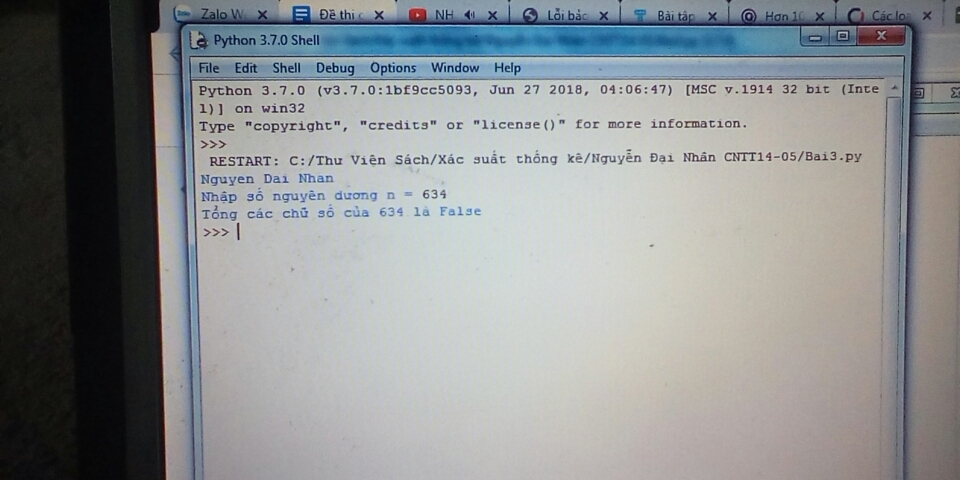 Zalo W Đề thi c NH Lỗi bảo Bài tập Hơn 10 Các loạ
Python 3.7.0 Shell
File Edit Shell Debug Options Window Help
Python 3.7.0 (v3.7.0:1bf9cc5093, Jun 27 2018, 04:06:47) [MSC v.1914 32 bit (Inte
l)] on win32
Type "copyright", "credits" or "license()" for more information.
>>>
RESTART: C:/Thư Viện Sách/Xác suất thống kê/Nguyễn Đại Nhân CNTT14-05/Bai3.py
Nguyen Dai Nhan
Nhập số nguyên dương n = 634
Tổng các chữ số của 634 là False
>>>